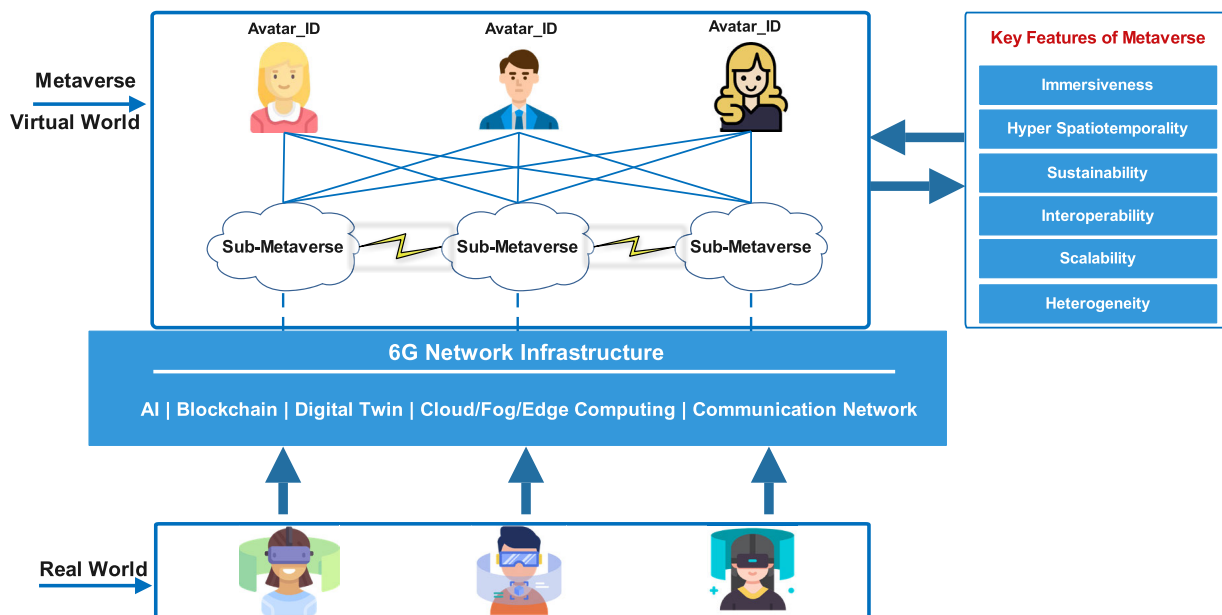 Avatar_ID
Avatar_ID
Avatar_ID
Metaverse
Virtual World
Sub-Metaverse
Sub-Metaverse
Sub-Metaverse
Key Features of Metaverse
Immersiveness
Hyper Spatiotemporality
Sustainability
Interoperability
Scalability
Heterogeneity
6G Network Infrastructure
AI | Blockchain | Digital Twin | Cloud/Fog/Edge Computing | Communication Network
Real World